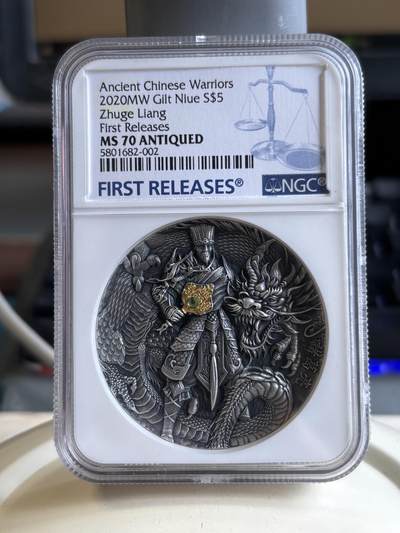 Ancient Chinese Warriors
2020MW Gilt Niue S$5
Zhuge Liang
First Releases
MS 70 ANTIQUED
5801682-002
FIRST RELEASES®
NGC®